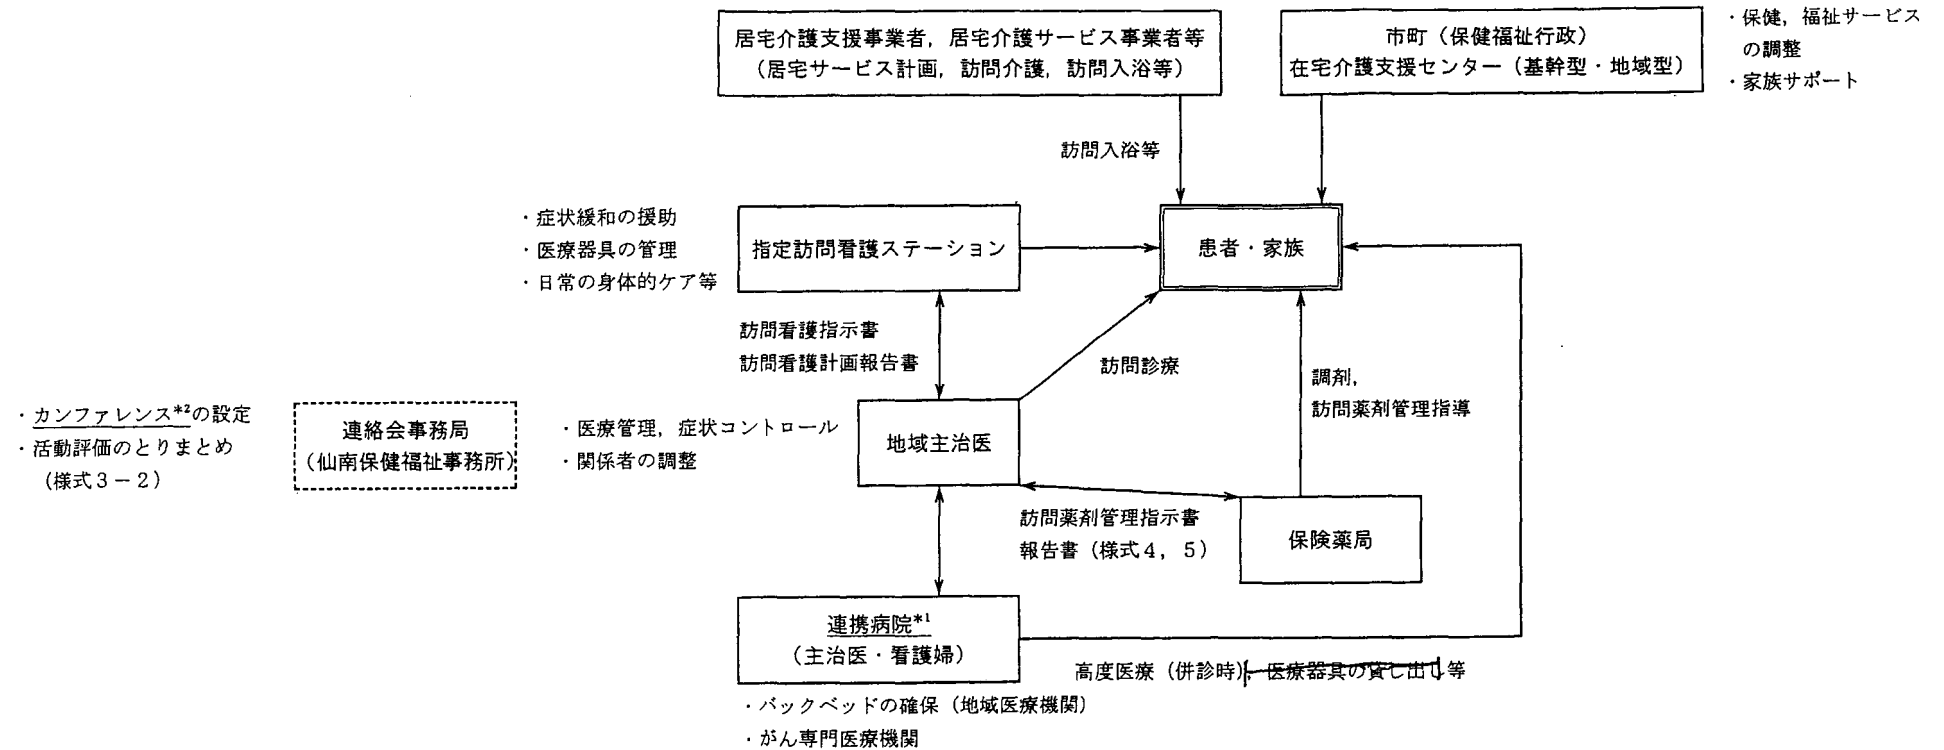 居宅介護支援事業者，居宅介護サービス事業者等
（居宅サービス計画，訪問介護，訪問入浴等）
市町（保健福祉行政）
在宅介護支援センター（基幹型・地域型）
・保健，福祉サービス
の調整
・家族サポート
訪問入浴等
・症状緩和の援助
・医療器具の管理
・日常の身体的ケア等
指定訪問看護ステーション
患者・家族
訪問看護指示書
訪問看護計画報告書
訪問診療
調剤，
訪問薬剤管理指導
・カンファレンス*2の設定
・活動評価のとりまとめ
（様式３－２）
連絡会事務局
（仙南保健福祉事務所）
・医療管理，症状コントロール
・関係者の調整
地域主治医
訪問薬剤管理指示書
報告書（様式４，５）
保険薬局
連携病院*1
（主治医・看護婦）
高度医療（併診時），医療器具の貸し出し等
・バックベッドの確保（地域医療機関）
・がん専門医療機関